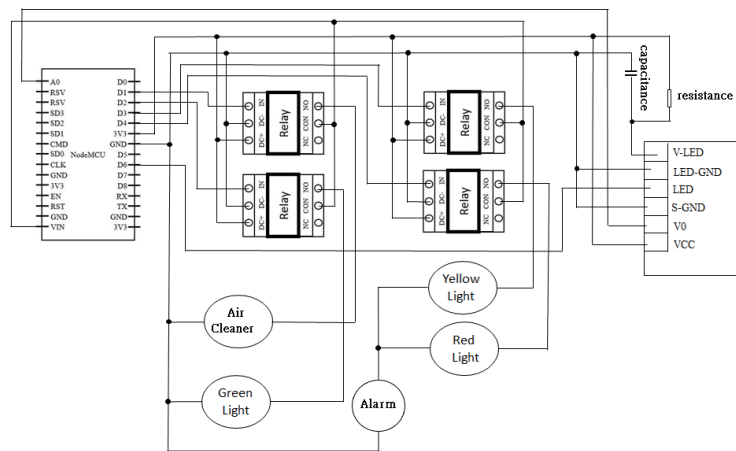 A0 D0
RSV D1
RSV D2
SD3 D3
SD2 D4
SD1 3V3
CMD GND
SD0 NodeMCU D5
CLK D6
GND D7
3V3 D8
EN RX
RST TX
GND GND
VIN 3V3
IN DC- DC+
Relay
NO CON NC
IN DC- DC+
Relay
NO CON NC
IN DC- DC+
Relay
NO CON NC
IN DC- DC+
Relay
NO CON NC
capacitance
resistance
V-LED
LED-GND
LED
S-GND
V0
VCC
Air
Cleaner
Green
Light
Yellow
Light
Red
Light
Alarm